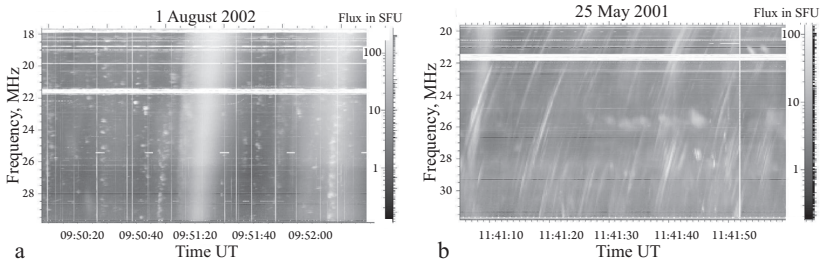 1 August 2002
Flux in SFU
Frequency, MHz
18
20
22
24
26
28
100
10
1
09:50:20 09:50:40 09:51:20 09:51:40 09:52:00
Time UT
a
25 May 2001
Flux in SFU
Frequency, MHz
20
22
24
26
28
30
100
10
1
11:41:10 11:41:20 11:41:30 11:41:40 11:41:50
Time UT
b